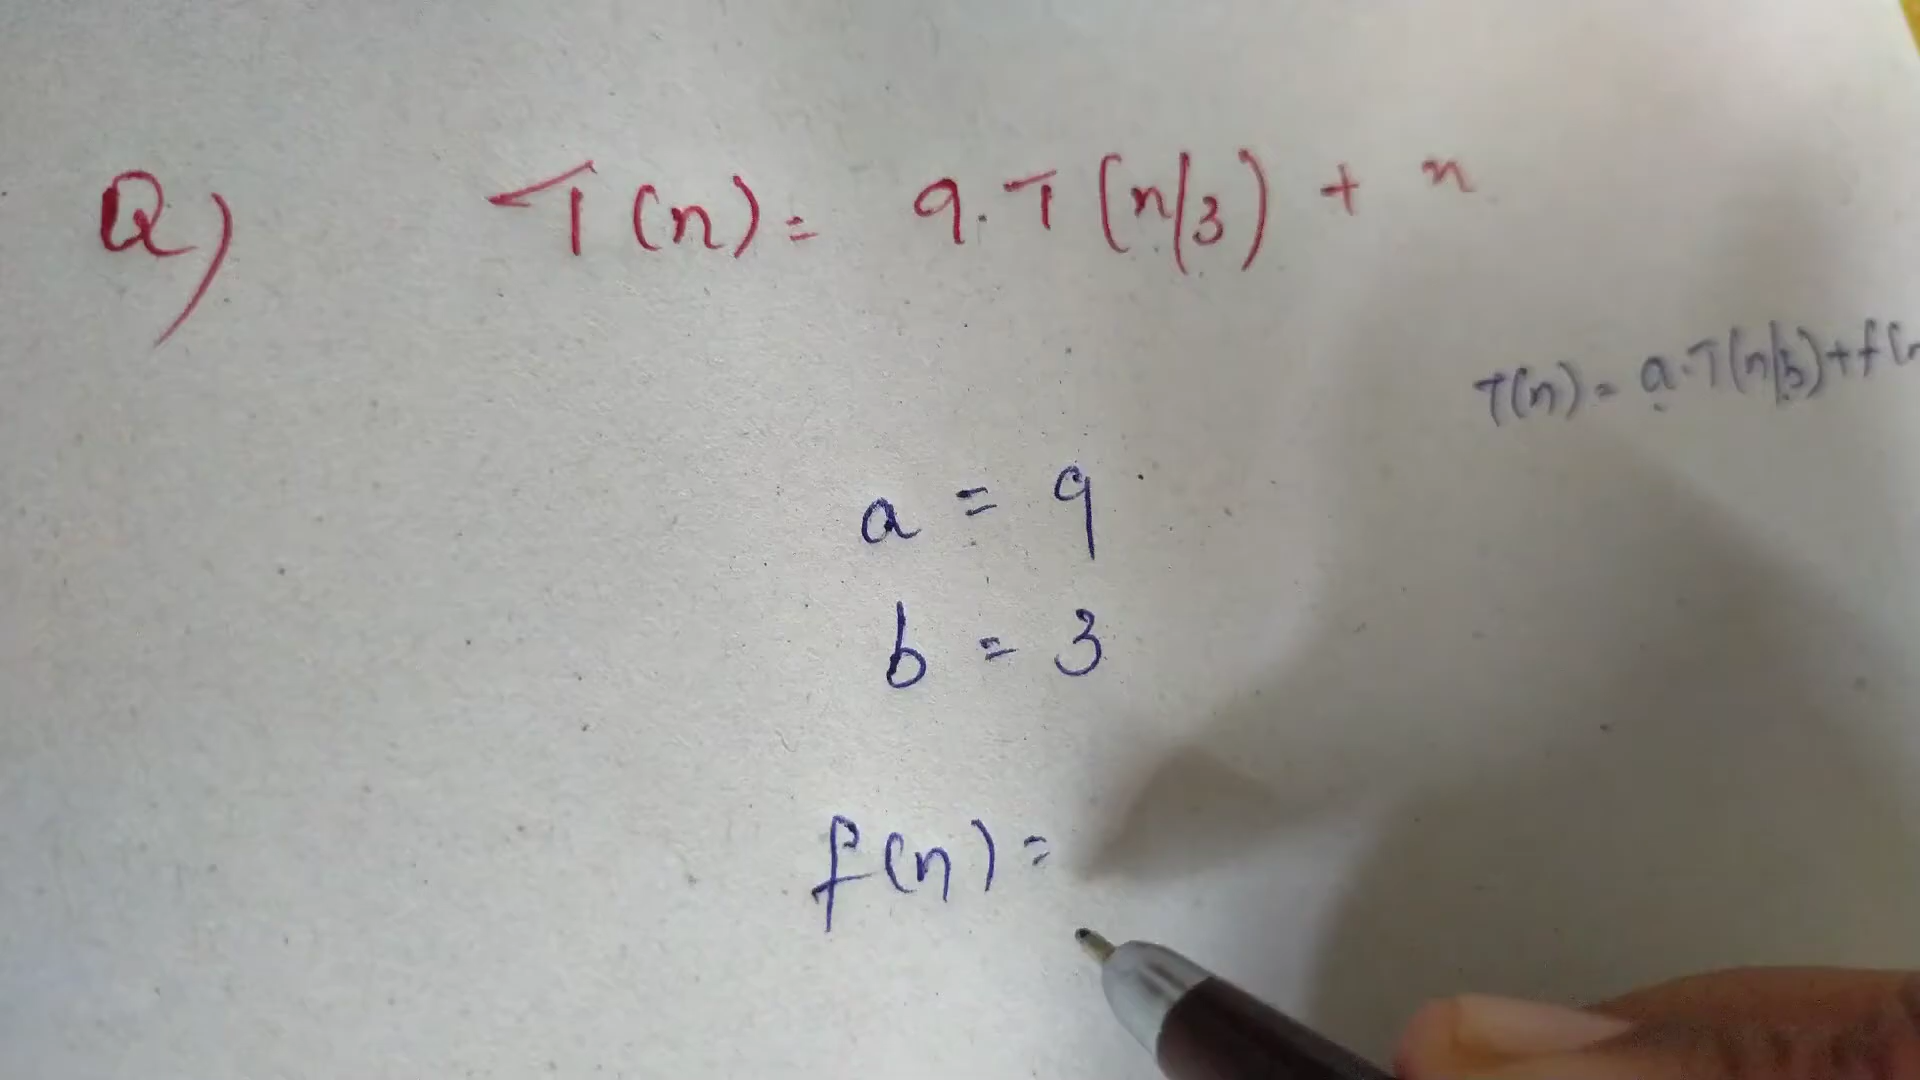 Q) T(n) = 9.T(n/3) + n
T(n) = a.T(n/b) + f(n
a = 9
b = 3
f(n) =